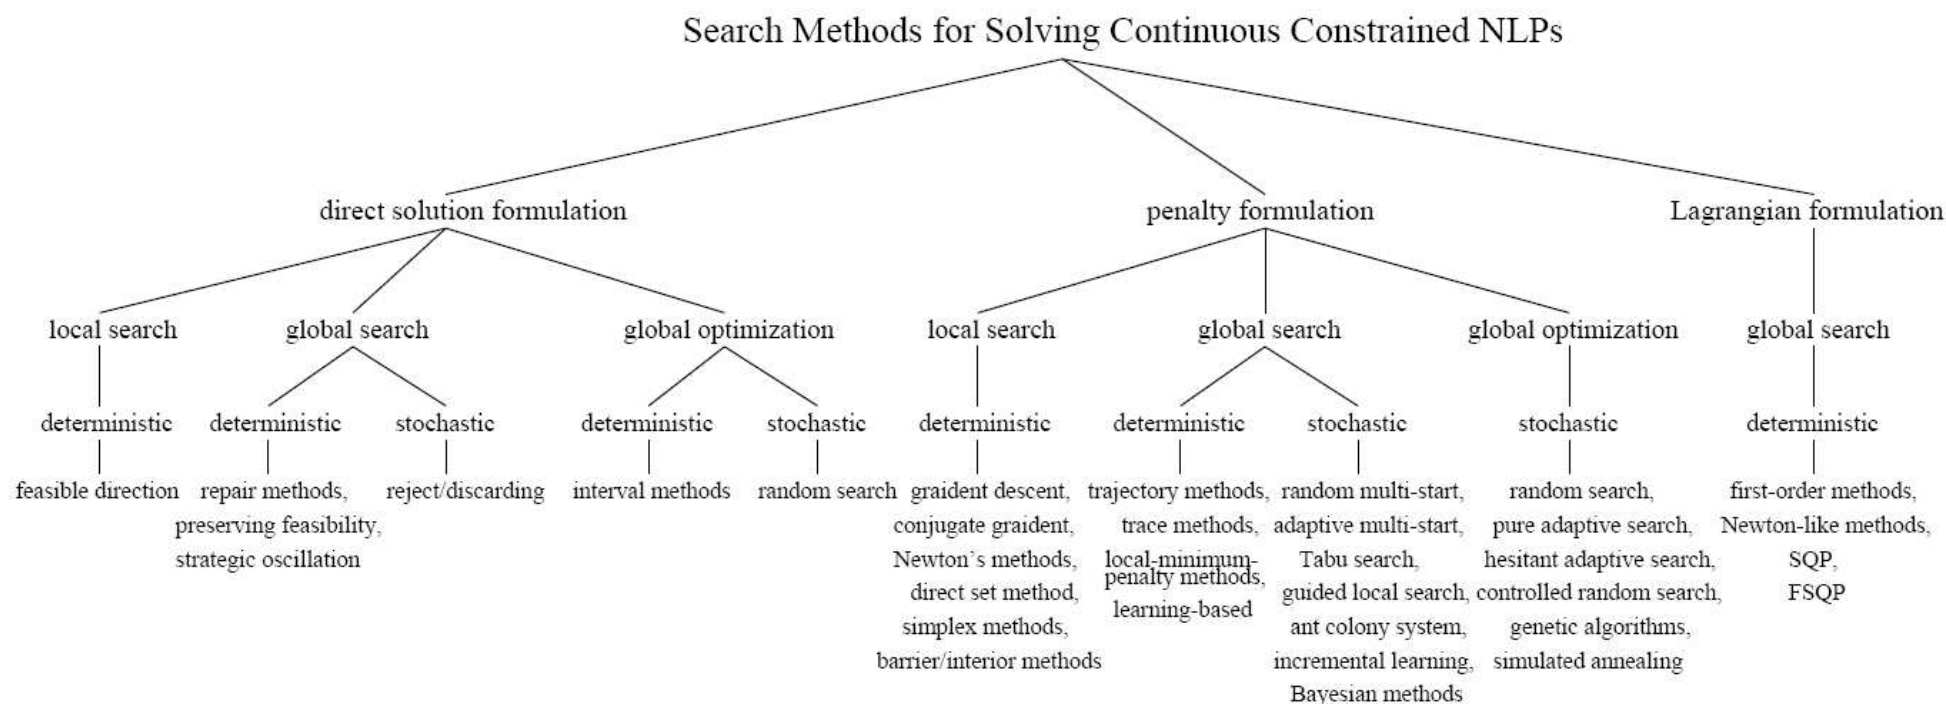 Search Methods for Solving Continuous Constrained NLPs
direct solution formulation
penalty formulation
Lagrangian formulation
local search
global search
global optimization
local search
global search
global optimization
global search
deterministic
deterministic
stochastic
deterministic
stochastic
deterministic
deterministic
stochastic
stochastic
deterministic
feasible direction
repair methods,
preserving feasibility,
strategic oscillation
reject/discarding
interval methods
random search
graident descent,
conjugate graident,
Newton's methods,
direct set method,
simplex methods,
barrier/interior methods
trajectory methods,
trace methods,
local-minimum-
penalty methods,
learning-based
random multi-start,
adaptive multi-start,
Tabu search,
guided local search,
ant colony system,
incremental learning,
Bayesian methods
random search,
pure adaptive search,
hesitant adaptive search,
controlled random search,
genetic algorithms,
simulated annealing
first-order methods,
Newton-like methods,
SQP,
FSQP